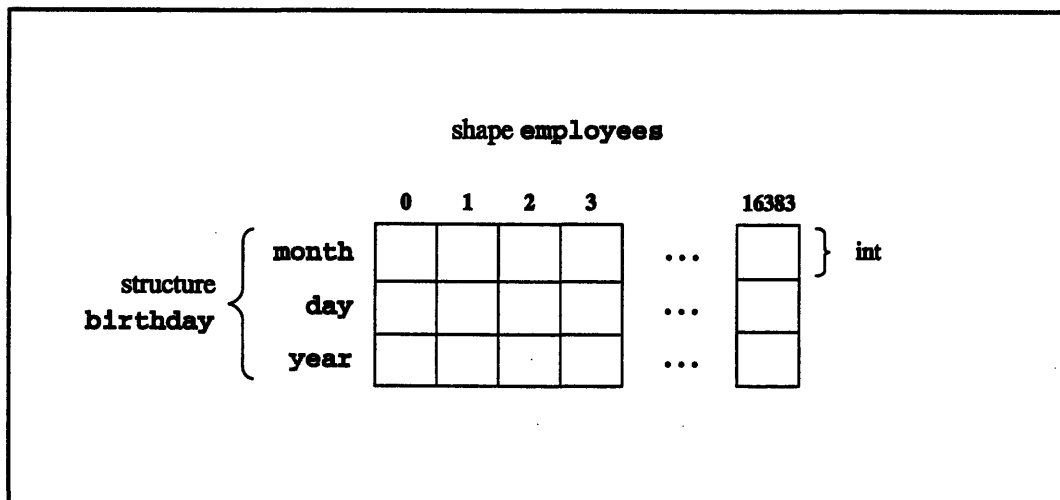 shape employees
0 1 2 3 16383
month ... int
structure
birthday
day ...
year ...